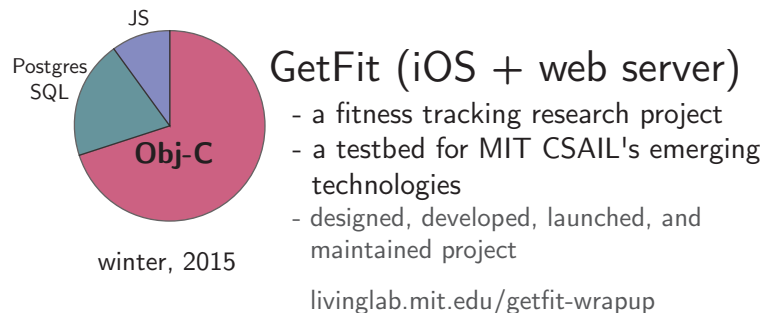 JS
Postgres
SQL
Obj-C
winter, 2015
GetFit (iOS + web server)
- a fitness tracking research project
- a testbed for MIT CSAIL's emerging
technologies
- designed, developed, launched, and
maintained project
livinglab.mit.edu/getfit-wrapup